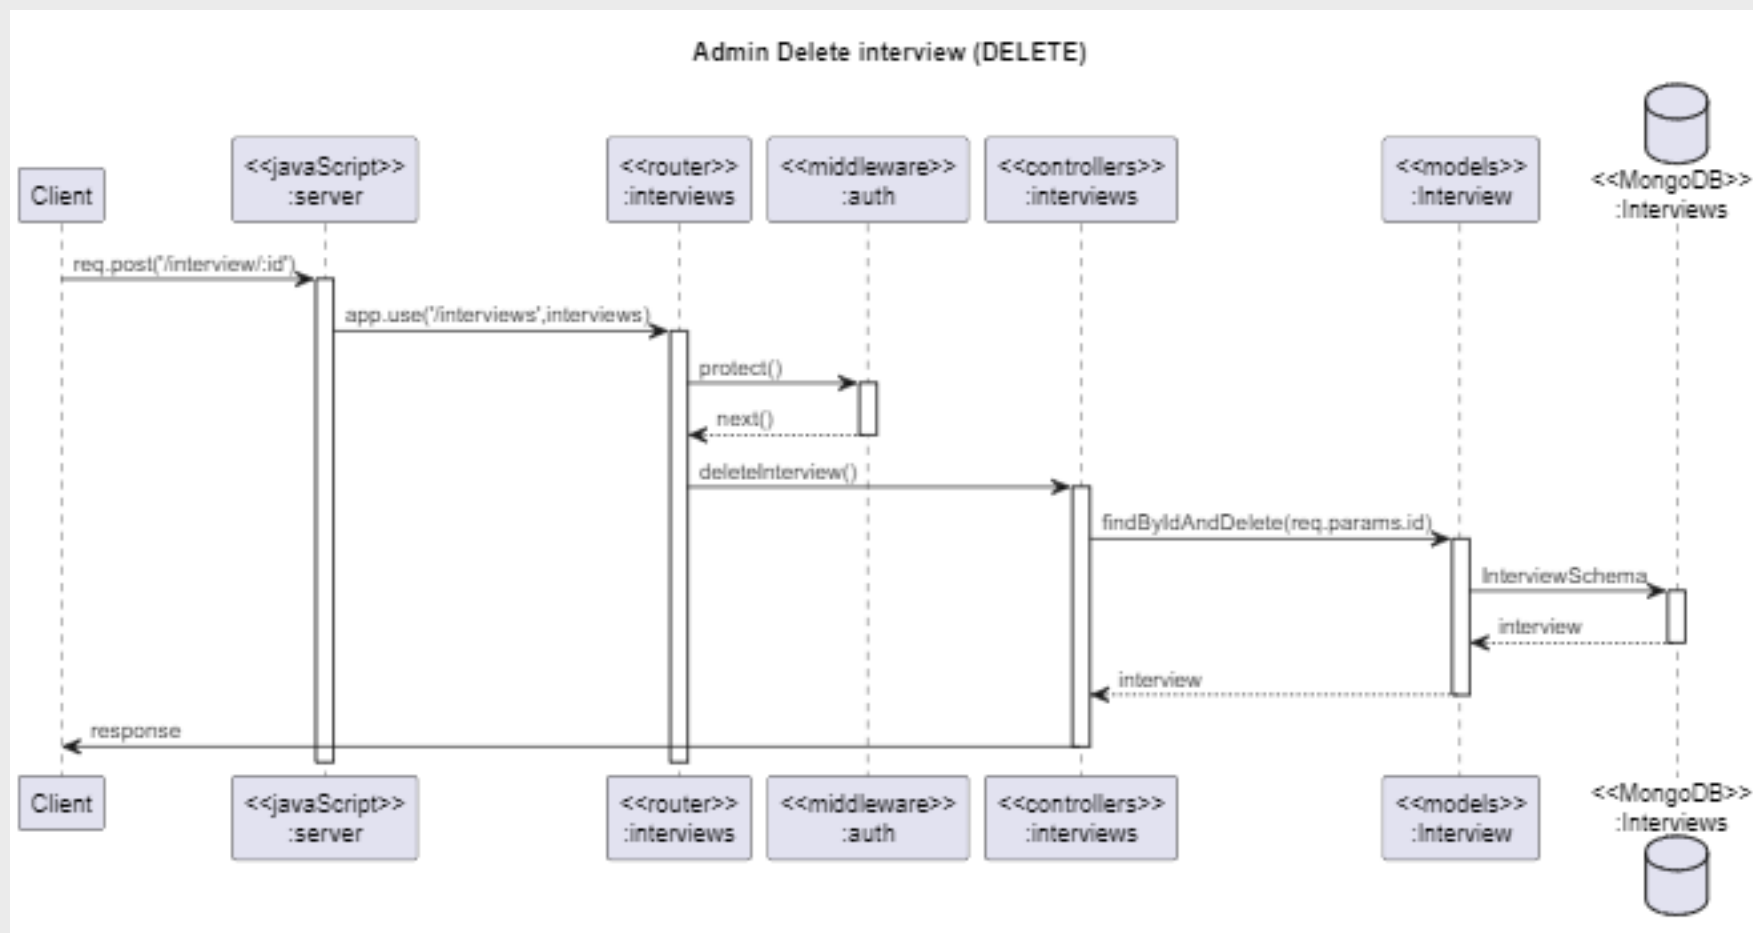 Admin Delete interview (DELETE)
Client
<<javaScript>>
:server
<<router>>
:interviews
<<middleware>>
:auth
<<controllers>>
:interviews
<<models>>
:Interview
<<MongoDB>>
:Interviews
req.post('/interview/:id')
app.use('/interviews',interviews)
protect()
next()
deleteInterview()
findByIdAndDelete(req.params.id)
InterviewSchema
interview
interview
response
Client
<<javaScript>>
:server
<<router>>
:interviews
<<middleware>>
:auth
<<controllers>>
:interviews
<<models>>
:Interview
<<MongoDB>>
:Interviews